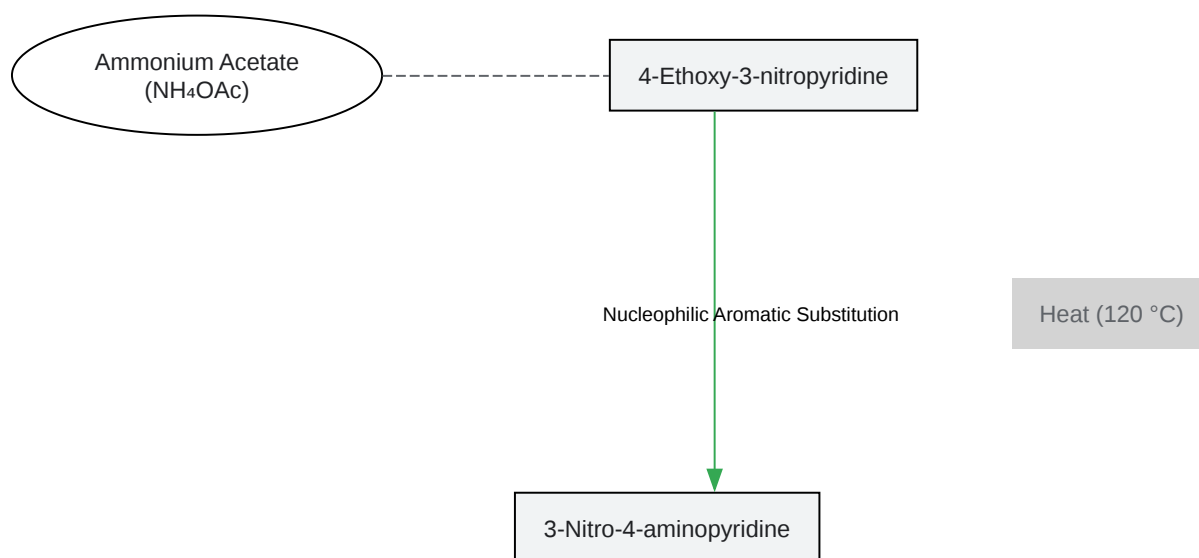 Ammonium Acetate
(NH₄OAc)
4-Ethoxy-3-nitropyridine
Nucleophilic Aromatic Substitution
Heat (120 °C)
3-Nitro-4-aminopyridine